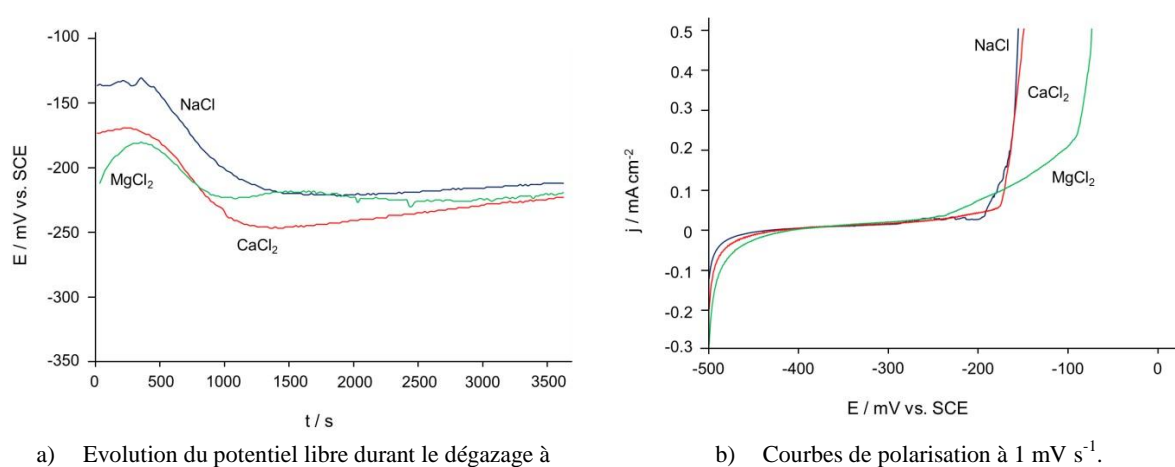 -100
-150
-200
-250
-300
-350
E / mV vs. SCE
NaCl
MgCl2
CaCl2
0 500 1000 1500 2000 2500 3000 3500
t / s
a) Evolution du potentiel libre durant le dégazage à
0.5
0.4
0.3
0.2
0.1
0
-0.1
0.2
-0.3
j / mA cm-2
NaCl
CaCl2
MgCl2
-500 -400 -300 -200 -100 0
E / mV vs. SCE
b) Courbes de polarisation à 1 mV s-1.